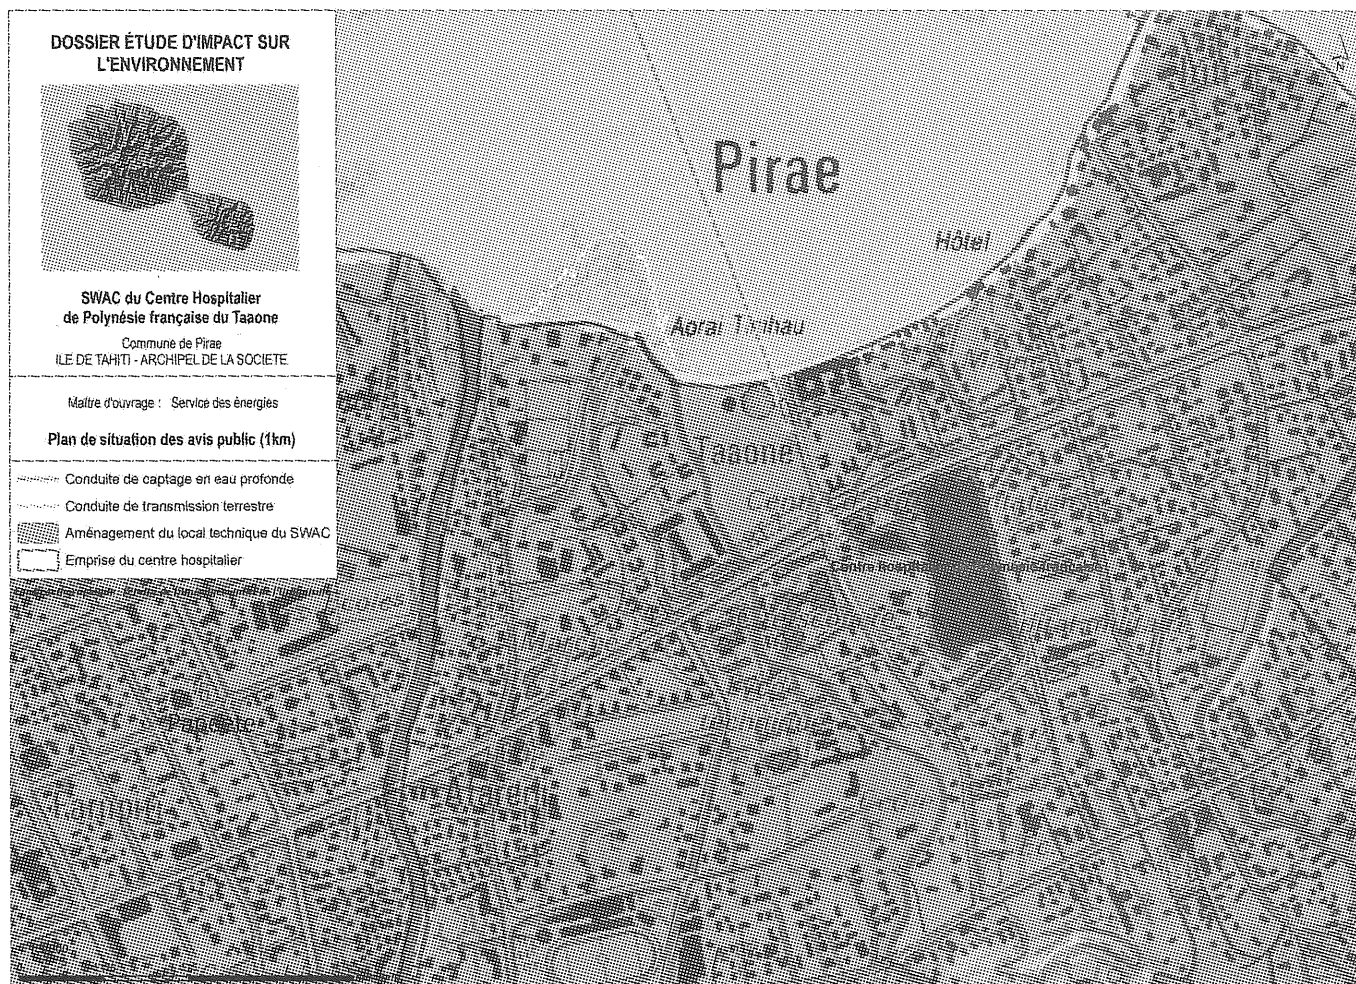 DOSSIER ÉTUDE D'IMPACT SUR
L'ENVIRONNEMENT
SWAC du Centre Hospitalier
de Polynésie française du Taaone
Commune de Pirae
ILE DE TAHITI - ARCHIPEL DE LA SOCIETE
Maître d'ouvrage : Service des énergies
Plan de situation des avis public (1km)
Conduite de captage en eau profonde
Conduite de transmission terrestre
Aménagement du local technique du SWAC
Emprise du centre hospitalier
N
Pirae
Hôtel
Aorai
Centre
Papeete